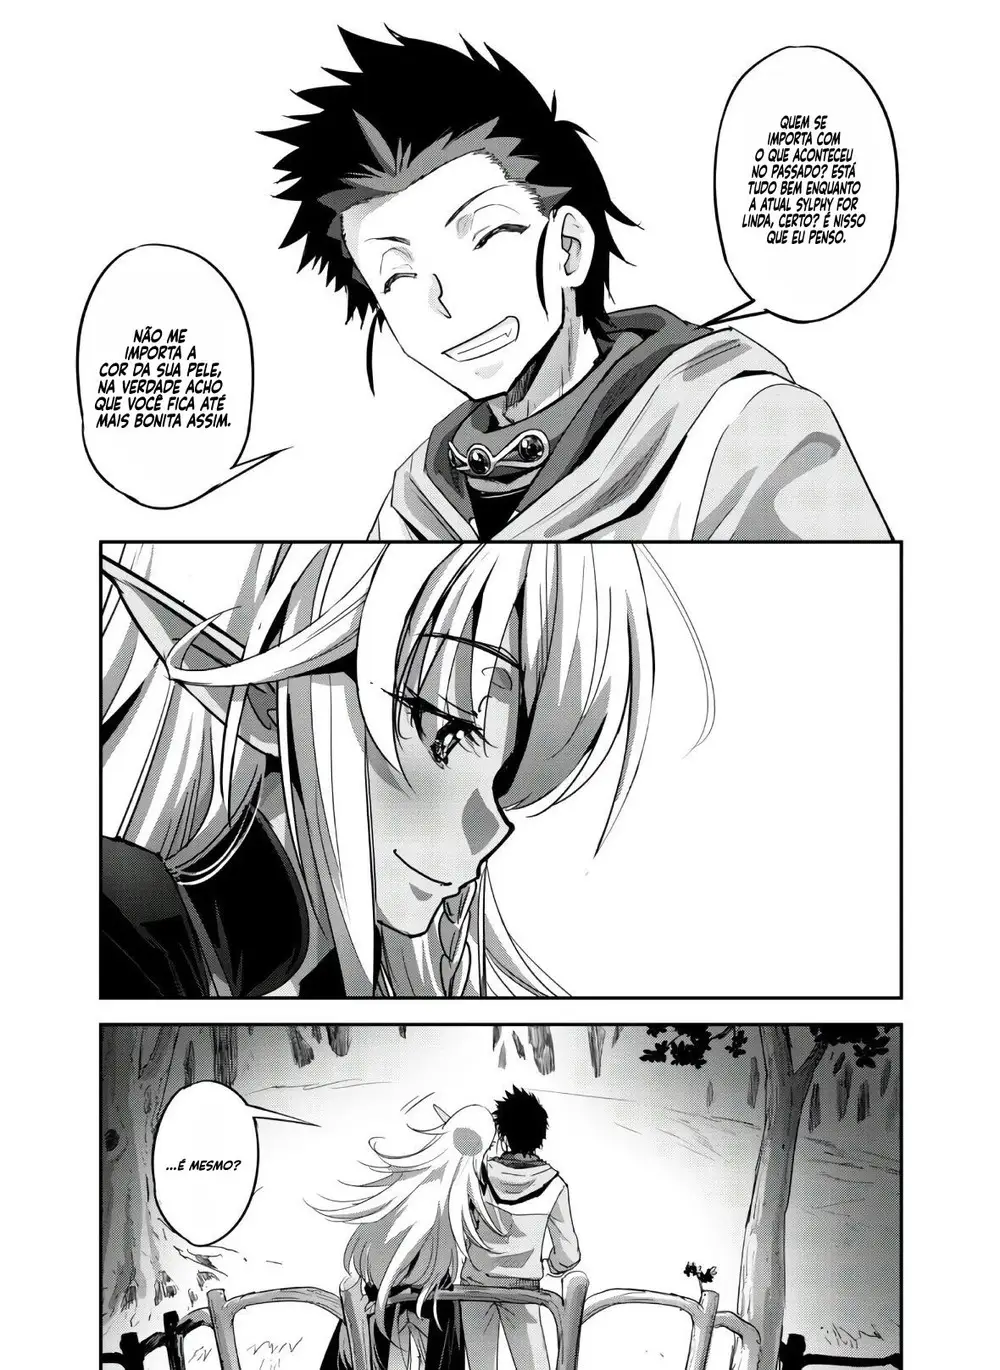 QUEM SE
IMPORTA COM
O QUE ACONTECEU
NO PASSADO? ESTÁ
TUDO BEM ENQUANTO
A ATUAL SYLPHY FOR
LINDA, CERTO? É NISSO
QUE EU PENSO.
NÃO ME
IMPORTA A
COR DA SUA PELE,
NA VERDADE ACHO
QUE VOCÊ FICA ATÉ
MAIS BONITA ASSIM.
...É MESMO?